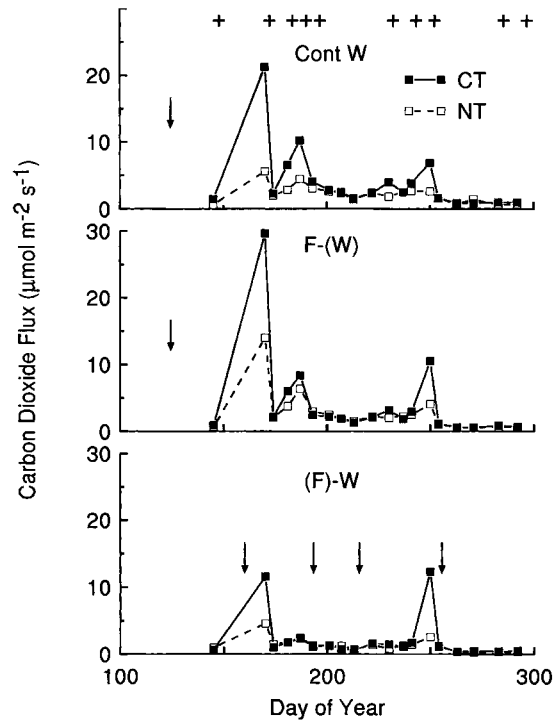 + + + + + + + + + +
Cont W
CT
NT
20
10
0
F-(W)
30
20
10
0
(F)-W
30
20
10
0
100 200 300
Day of Year
Carbon Dioxide Flux (μmol m-2 s-1)